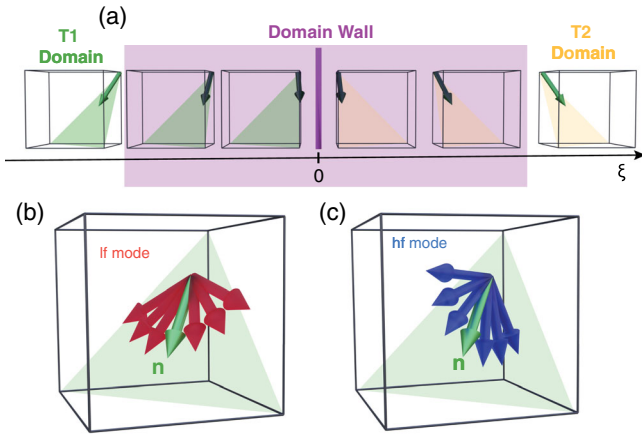 (a)
T1
Domain
Domain Wall
T2
Domain
0
ξ
(b)
(c)
lf mode
hf mode
n
n